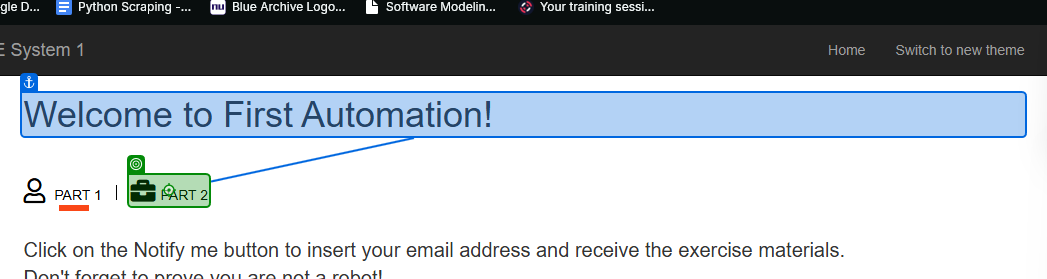 gle D... Python Scraping -... nu Blue Archive Logo... Software Modelin... Your training sessi...
E System 1 Home Switch to new theme
Welcome to First Automation!
PART 1 | PART 2
Click on the Notify me button to insert your email address and receive the exercise materials.
Don't forget to prove you are not a robot!